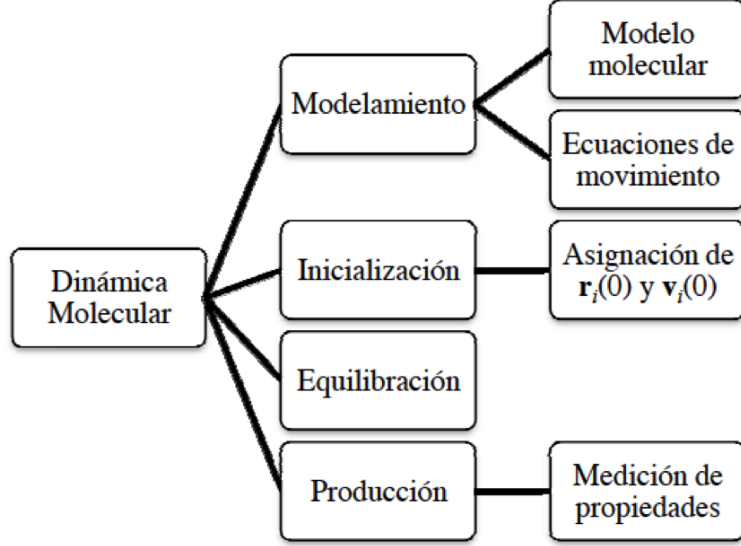 Modelo
molecular
Modelamiento
Ecuaciones de
movimiento
Dinámica
Molecular
Inicialización
Asignación de
r𝑖(0) y v𝑖(0)
Equilibración
Producción
Medición de
propiedades